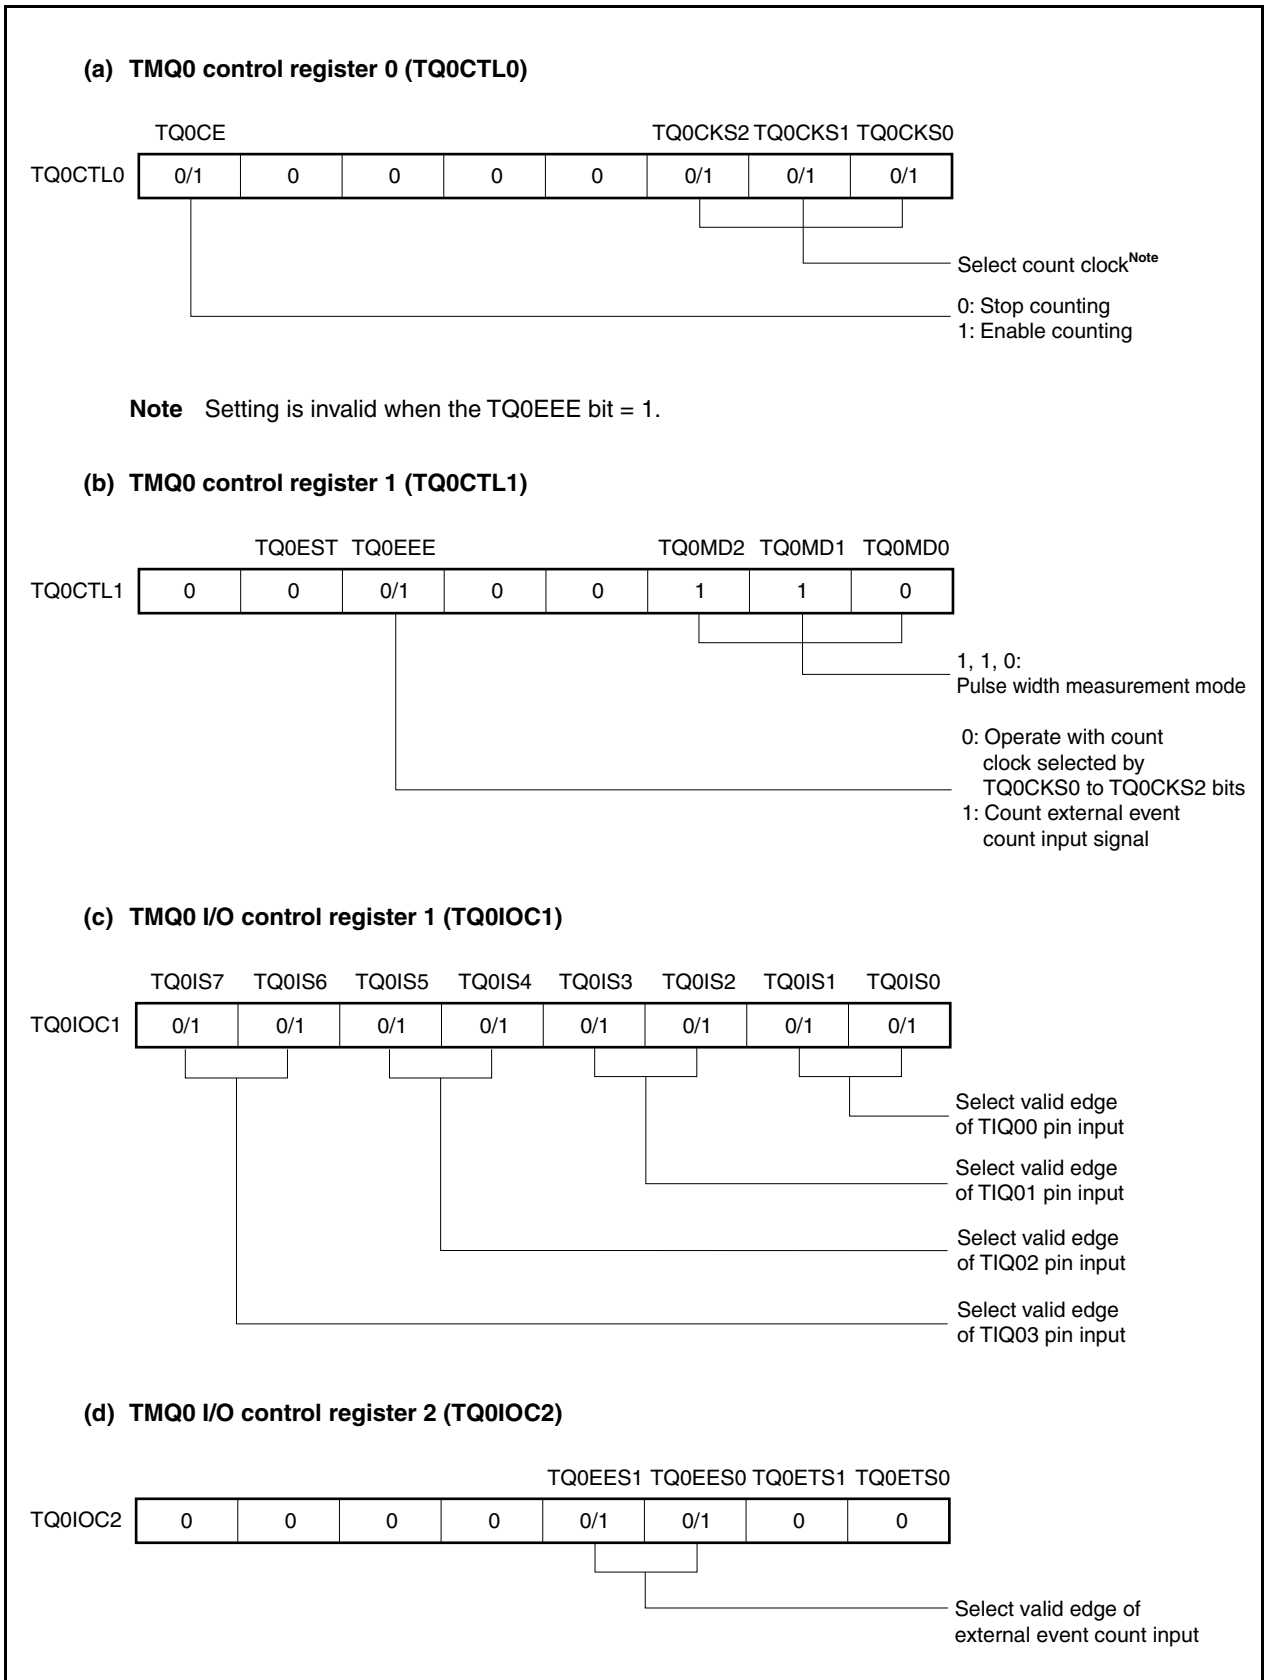 (a) TMQ0 control register 0 (TQ0CTL0)
TQ0CE TQ0CKS2 TQ0CKS1 TQ0CKS0
TQ0CTL0 0/1 0 0 0 0 0/1 0/1 0/1
Select count clockNote
0: Stop counting
1: Enable counting
Note Setting is invalid when the TQ0EEE bit = 1.
(b) TMQ0 control register 1 (TQ0CTL1)
TQ0EST TQ0EEE TQ0MD2 TQ0MD1 TQ0MD0
TQ0CTL1 0 0 0/1 0 0 1 1 0
1, 1, 0:
Pulse width measurement mode
0: Operate with count
clock selected by
TQ0CKS0 to TQ0CKS2 bits
1: Count external event
count input signal
(c) TMQ0 I/O control register 1 (TQ0IOC1)
TQ0IS7 TQ0IS6 TQ0IS5 TQ0IS4 TQ0IS3 TQ0IS2 TQ0IS1 TQ0IS0
TQ0IOC1 0/1 0/1 0/1 0/1 0/1 0/1 0/1 0/1
Select valid edge
of TIQ00 pin input
Select valid edge
of TIQ01 pin input
Select valid edge
of TIQ02 pin input
Select valid edge
of TIQ03 pin input
(d) TMQ0 I/O control register 2 (TQ0IOC2)
TQ0EES1 TQ0EES0 TQ0ETS1 TQ0ETS0
TQ0IOC2 0 0 0 0 0/1 0/1 0 0
Select valid edge of
external event count input